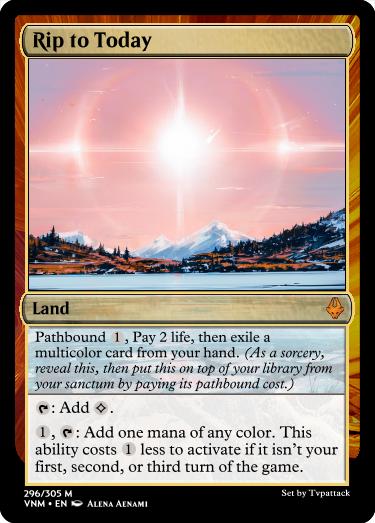 Rip to Today
Land
Pathbound 1, Pay 2 life, then exile a
multicolor card from your hand. (As a sorcery,
reveal this, then put this on top of your library from
your sanctum by paying its pathbound cost.)
: Add .
1, : Add one mana of any color. This
ability costs 1 less to activate if it isn't your
first, second, or third turn of the game.
296/305 M
VNM • EN Alena Aenami
Set by Tvpattack